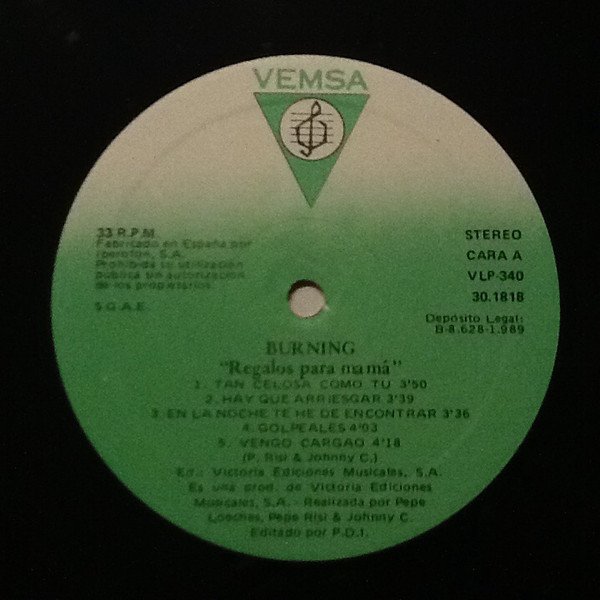 VEMSA
33 R.P.M.
Fabricado en España por
Iperofon, S.A.
Prohibida su utilización
pública sin autorización
de los propietarios.
S.G.A.E.
STEREO
CARA A
VLP-340
30.1818
Depósito Legal:
B-8.628-1.989
BURNING
"Regalos para mamá"
1. TAN CELOSA COMO TU 3'50
2. HAY QUE ARRIESGAR 3'39
3. EN LA NOCHE TE HE DE ENCONTRAR 3'36
4. GOLPEALES 4'03
5. VENGO CARGAO 4'18
(P. Risi & Johnny C.)
Ed.: Victoria Ediciones Musicales, S.A.
Es una prod. de Victoria Ediciones
Musicales, S.A. - Realizada por Pepe
Loeches, Pepe Risi & Johnny C.
Editado por P.D.I.